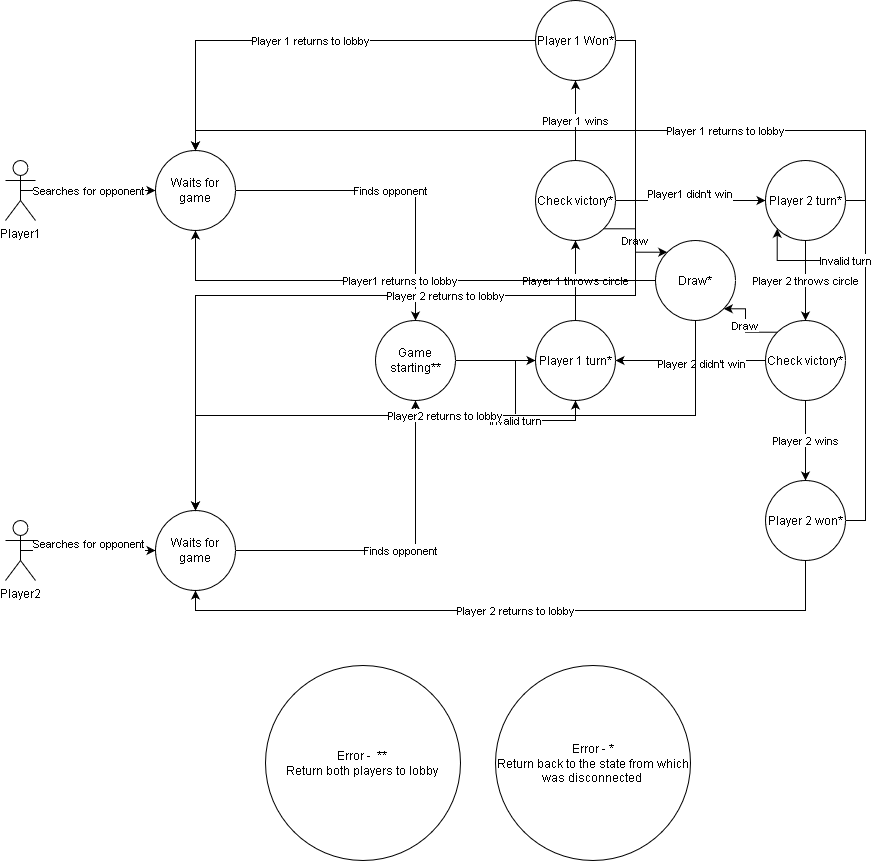 Player 1 Won*
Player 1 returns to lobby
Player 1 wins
Player 1 returns to lobby
Waits for
game
Searches for opponent
Finds opponent
Player1
Check victory*
Player1 didn't win
Player 2 turn*
Draw
Invalid turn
Player1 returns to lobby
Player 1 throws circle
Draw*
Player 2 throws circle
Player 2 returns to lobby
Draw
Game
starting**
Player 1 turn*
Player 2 didn't win
Check victory*
Player2 returns to lobby
Invalid turn
Player 2 wins
Player 2 won*
Searches for opponent
Waits for
game
Finds opponent
Player2
Player 2 returns to lobby
Error -  **
Return both players to lobby
Error - *
Return back to the state from which
was disconnected